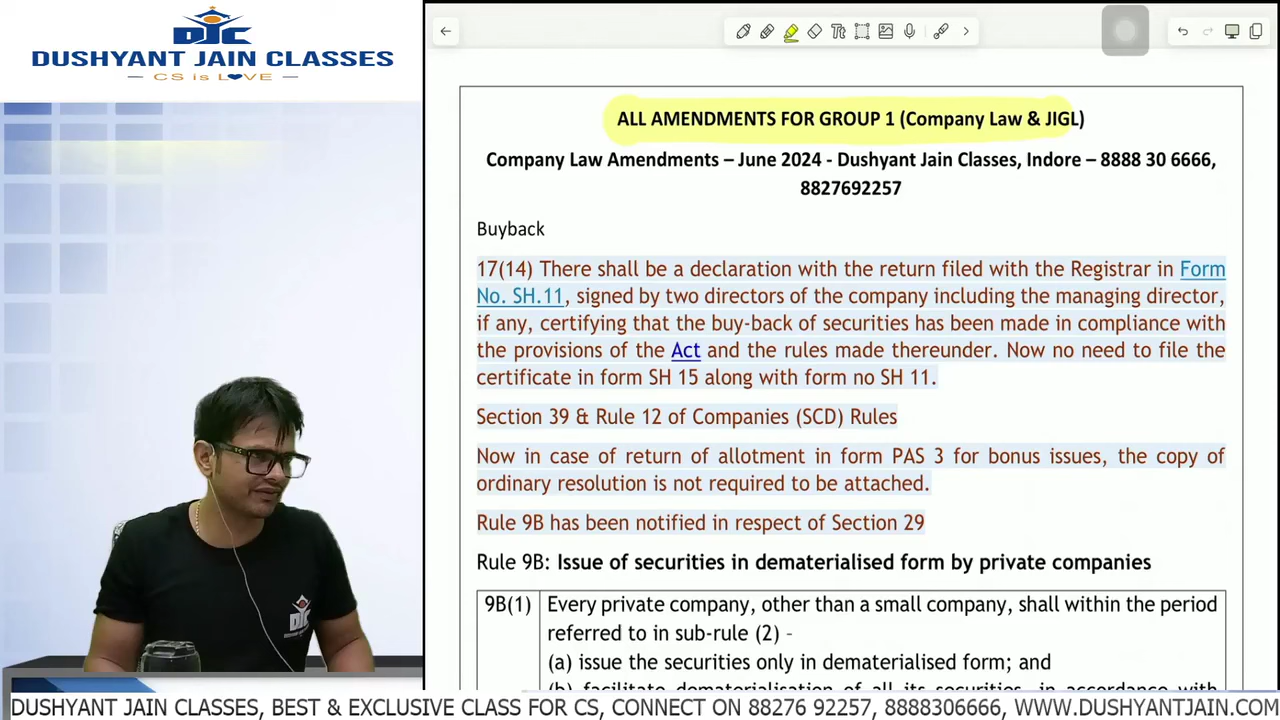 DJC
DUSHYANT JAIN CLASSES
CS is LOVE
ALL AMENDMENTS FOR GROUP 1 (Company Law & JIGL)
Company Law Amendments – June 2024 - Dushyant Jain Classes, Indore – 8888 30 6666,
8827692257
Buyback
17(14) There shall be a declaration with the return filed with the Registrar in Form
No. SH.11, signed by two directors of the company including the managing director,
if any, certifying that the buy-back of securities has been made in compliance with
the provisions of the Act and the rules made thereunder. Now no need to file the
certificate in form SH 15 along with form no SH 11.
Section 39 & Rule 12 of Companies (SCD) Rules
Now in case of return of allotment in form PAS 3 for bonus issues, the copy of
ordinary resolution is not required to be attached.
Rule 9B has been notified in respect of Section 29
Rule 9B: Issue of securities in dematerialised form by private companies
9B(1) Every private company, other than a small company, shall within the period
referred to in sub-rule (2) -
(a) issue the securities only in dematerialised form; and
(b) facilitate dematerialisation of all its securities, in accordance with
DUSHYANT JAIN CLASSES, BEST & EXCLUSIVE CLASS FOR CS, CONNECT ON 88276 92257, 8888306666, WWW.DUSHYANTJAIN.COM